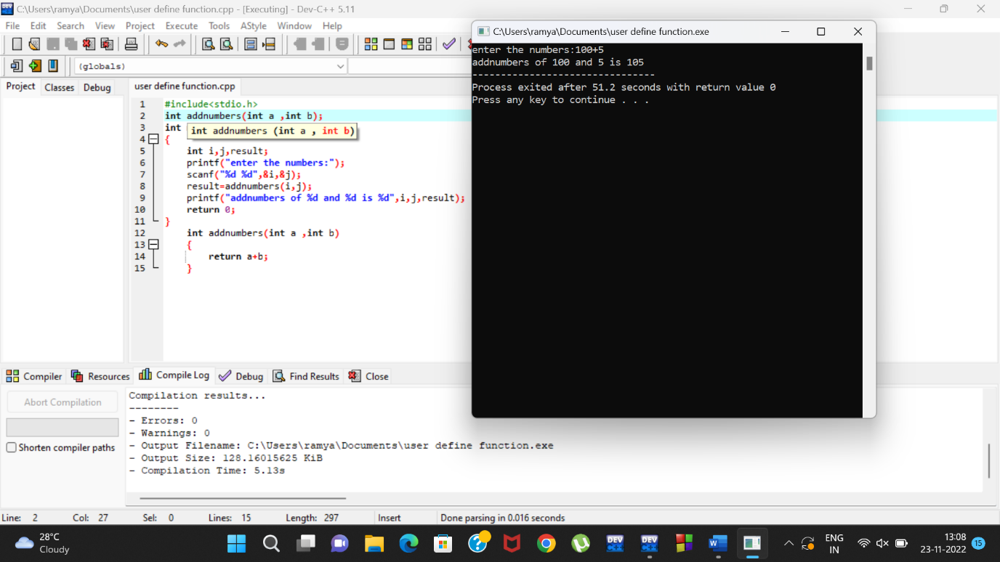 C:\Users\ramya\Documents\user define function.cpp - [Executing] - Dev-C++ 5.11
File Edit Search View Project Execute Tools AStyle Window Help
(globals)
Project Classes Debug
user define function.cpp
1 #include<stdio.h>
2 int addnumbers(int a ,int b);
3 int
int addnumbers (int a , int b)
4 {
5 int i,j,result;
6 printf("enter the numbers:");
7 scanf("%d %d",&i,&j);
8 result=addnumbers(i,j);
9 printf("addnumbers of %d and %d is %d",i,j,result);
10 return 0;
11 }
12 int addnumbers(int a ,int b)
13 {
14 return a+b;
15 }
C:\Users\ramya\Documents\user define function.exe
enter the numbers:100+5
addnumbers of 100 and 5 is 105
--------------------------------
Process exited after 51.2 seconds with return value 0
Press any key to continue . . .
Compiler Resources Compile Log Debug Find Results Close
Abort Compilation
Shorten compiler paths
Compilation results...
--------
- Errors: 0
- Warnings: 0
- Output Filename: C:\Users\ramya\Documents\user define function.exe
- Output Size: 128.16015625 KiB
- Compilation Time: 5.13s
Line: 2 Col: 27 Sel: 0 Lines: 15 Length: 297 Insert Done parsing in 0.016 seconds
28°C
Cloudy
DEV
C++
DEV
C++
W
ENG
IN
13:08
23-11-2022
15